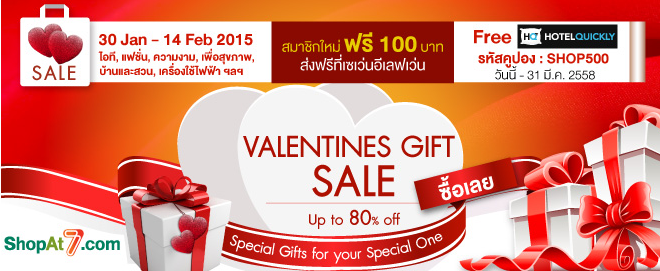 SALE
30 Jan - 14 Feb 2015
ไอที, แฟชั่น, ความงาม, เพื่อสุขภาพ,
บ้านและสวน, เครื่องใช้ไฟฟ้า ฯลฯ
สมาชิกใหม่ ฟรี 100 บาท
ส่งฟรีที่เซเว่นอีเลฟเว่น
Free HQ HOTELQUICKLY
รหัสคูปอง : SHOP500
วันนี้ - 31 มี.ค. 2558
VALENTINES GIFT
SALE
Up to 80% off
ซื้อเลย
Special Gifts for your Special One
ShopAt7.com